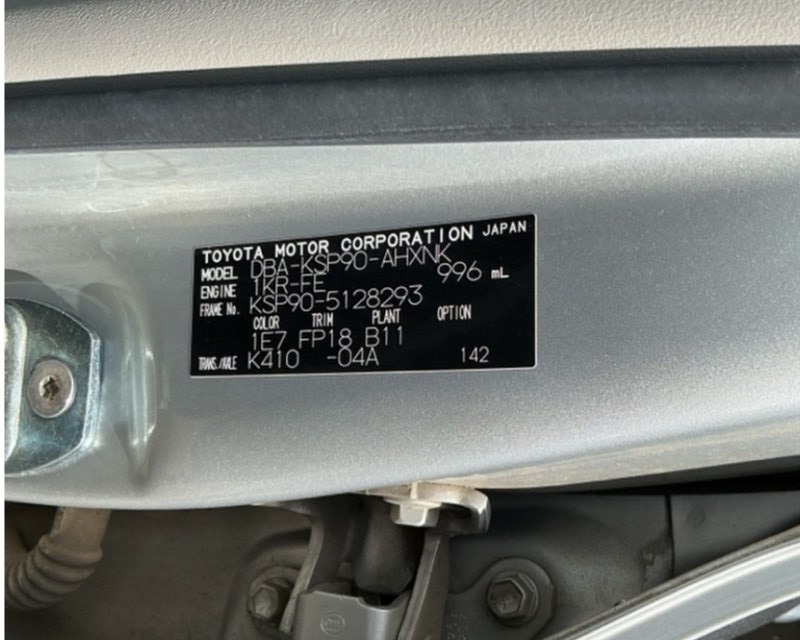 TOYOTA MOTOR CORPORATION JAPAN
MODEL DBA-KSP90-AHXNK
ENGINE 1KR-FE 996 mL
FRAME No. KSP90-5128293
COLOR TRIM PLANT OPTION
1E7 FP18 B11
TRANS./AXLE K410 -04A 142